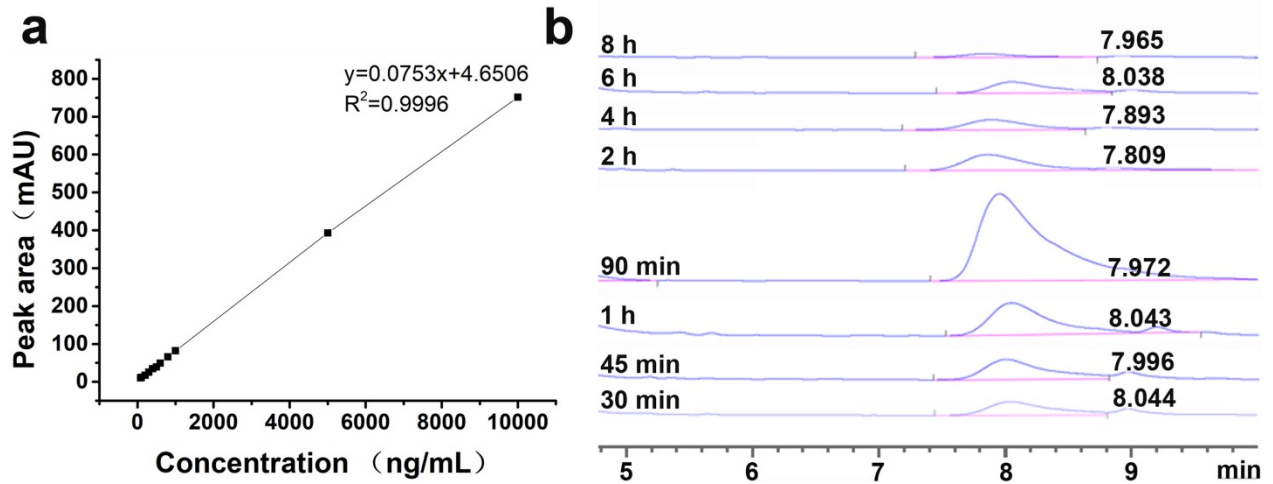 a
y=0.0753x+4.6506
R²=0.9996
800
700
600
500
400
300
200
100
0
Peak area（mAU)
0 2000 4000 6000 8000 10000
Concentration （ng/mL）
b
8 h 7.965
6 h 8.038
4 h 7.893
2 h 7.809
90 min 7.972
1 h 8.043
45 min 7.996
30 min 8.044
5 6 7 8 9 min